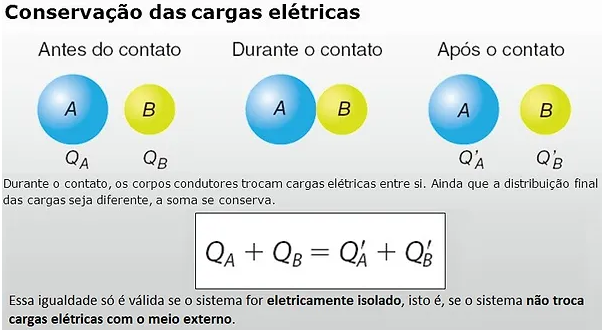 Conservação das cargas elétricas
Antes do contato Durante o contato Após o contato
A B A B A B
Q_A Q_B Q'_A Q'_B
Durante o contato, os corpos condutores trocam cargas elétricas entre si. Ainda que a distribuição final
das cargas seja diferente, a soma se conserva.
Q_A + Q_B = Q'_A + Q'_B
Essa igualdade só é válida se o sistema for eletricamente isolado, isto é, se o sistema não troca
cargas elétricas com o meio externo.